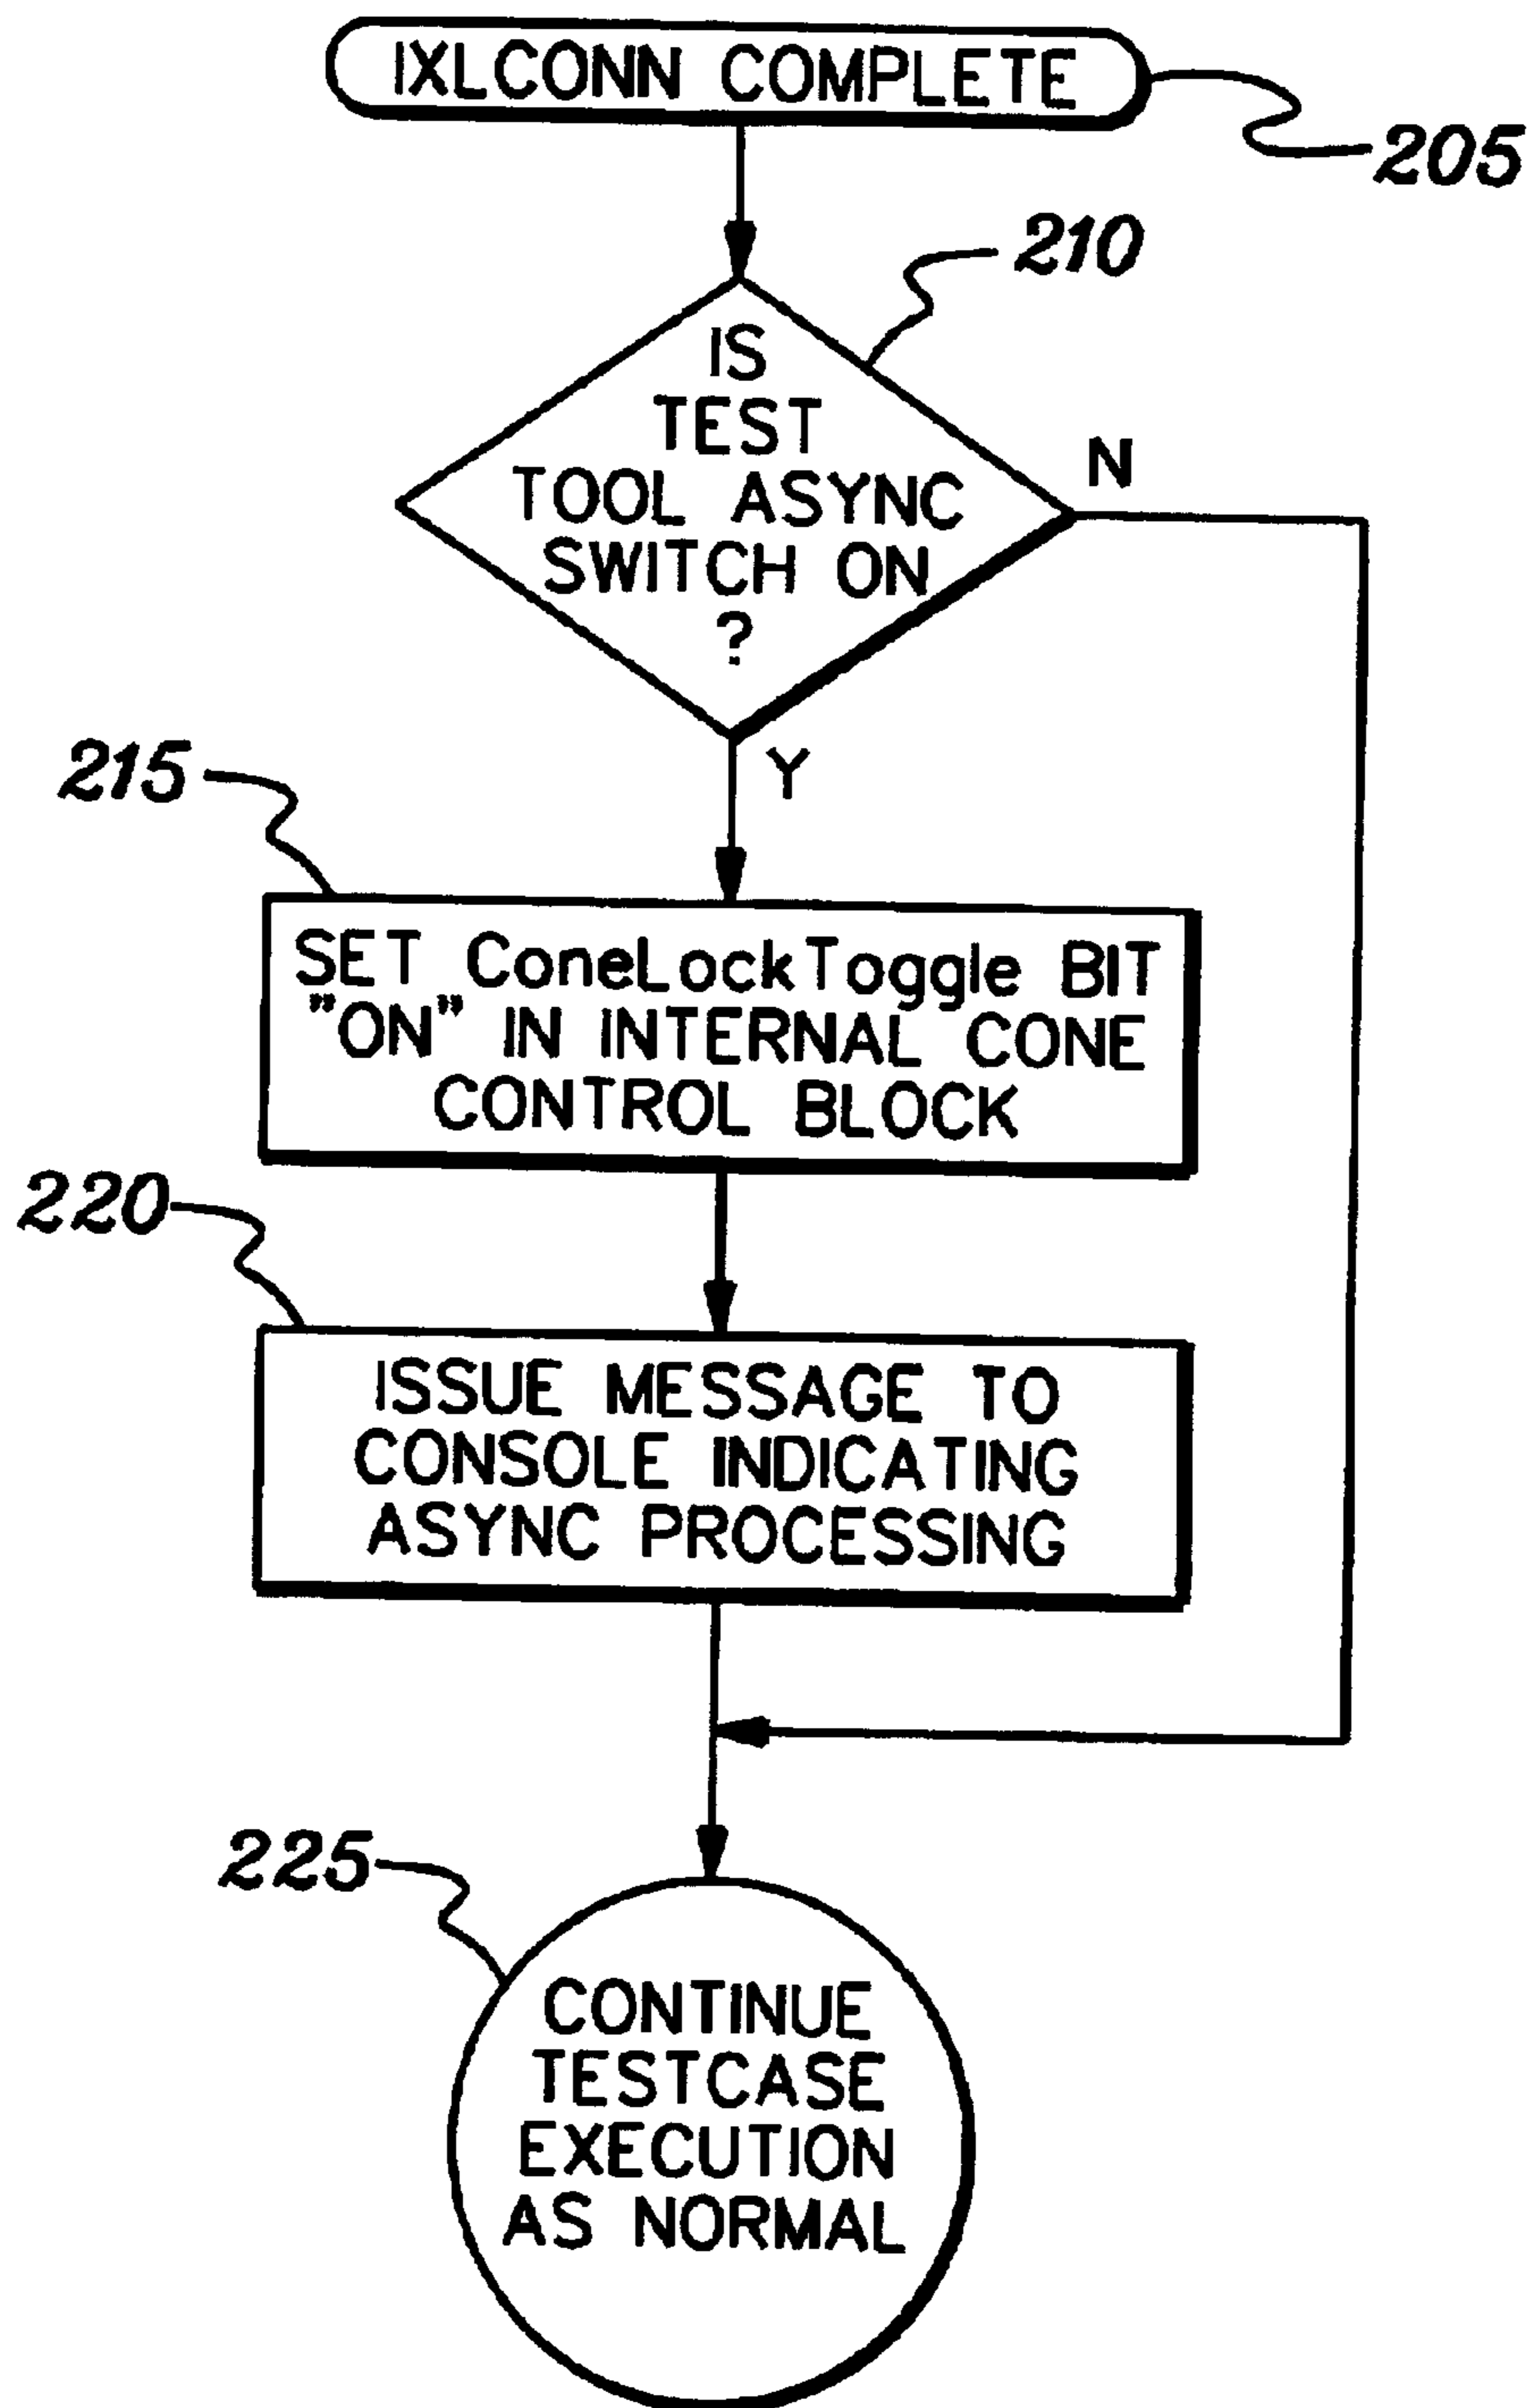 IXLCONN COMPLETE
205
210
IS
TEST
TOOL ASYNC
SWITCH ON
?
N
Y
215
SET ConeLockToggle BIT
"ON" IN INTERNAL CONE
CONTROL BLOCK
220
ISSUE MESSAGE TO
CONSOLE INDICATING
ASYNC PROCESSING
225
CONTINUE
TESTCASE
EXECUTION
AS NORMAL